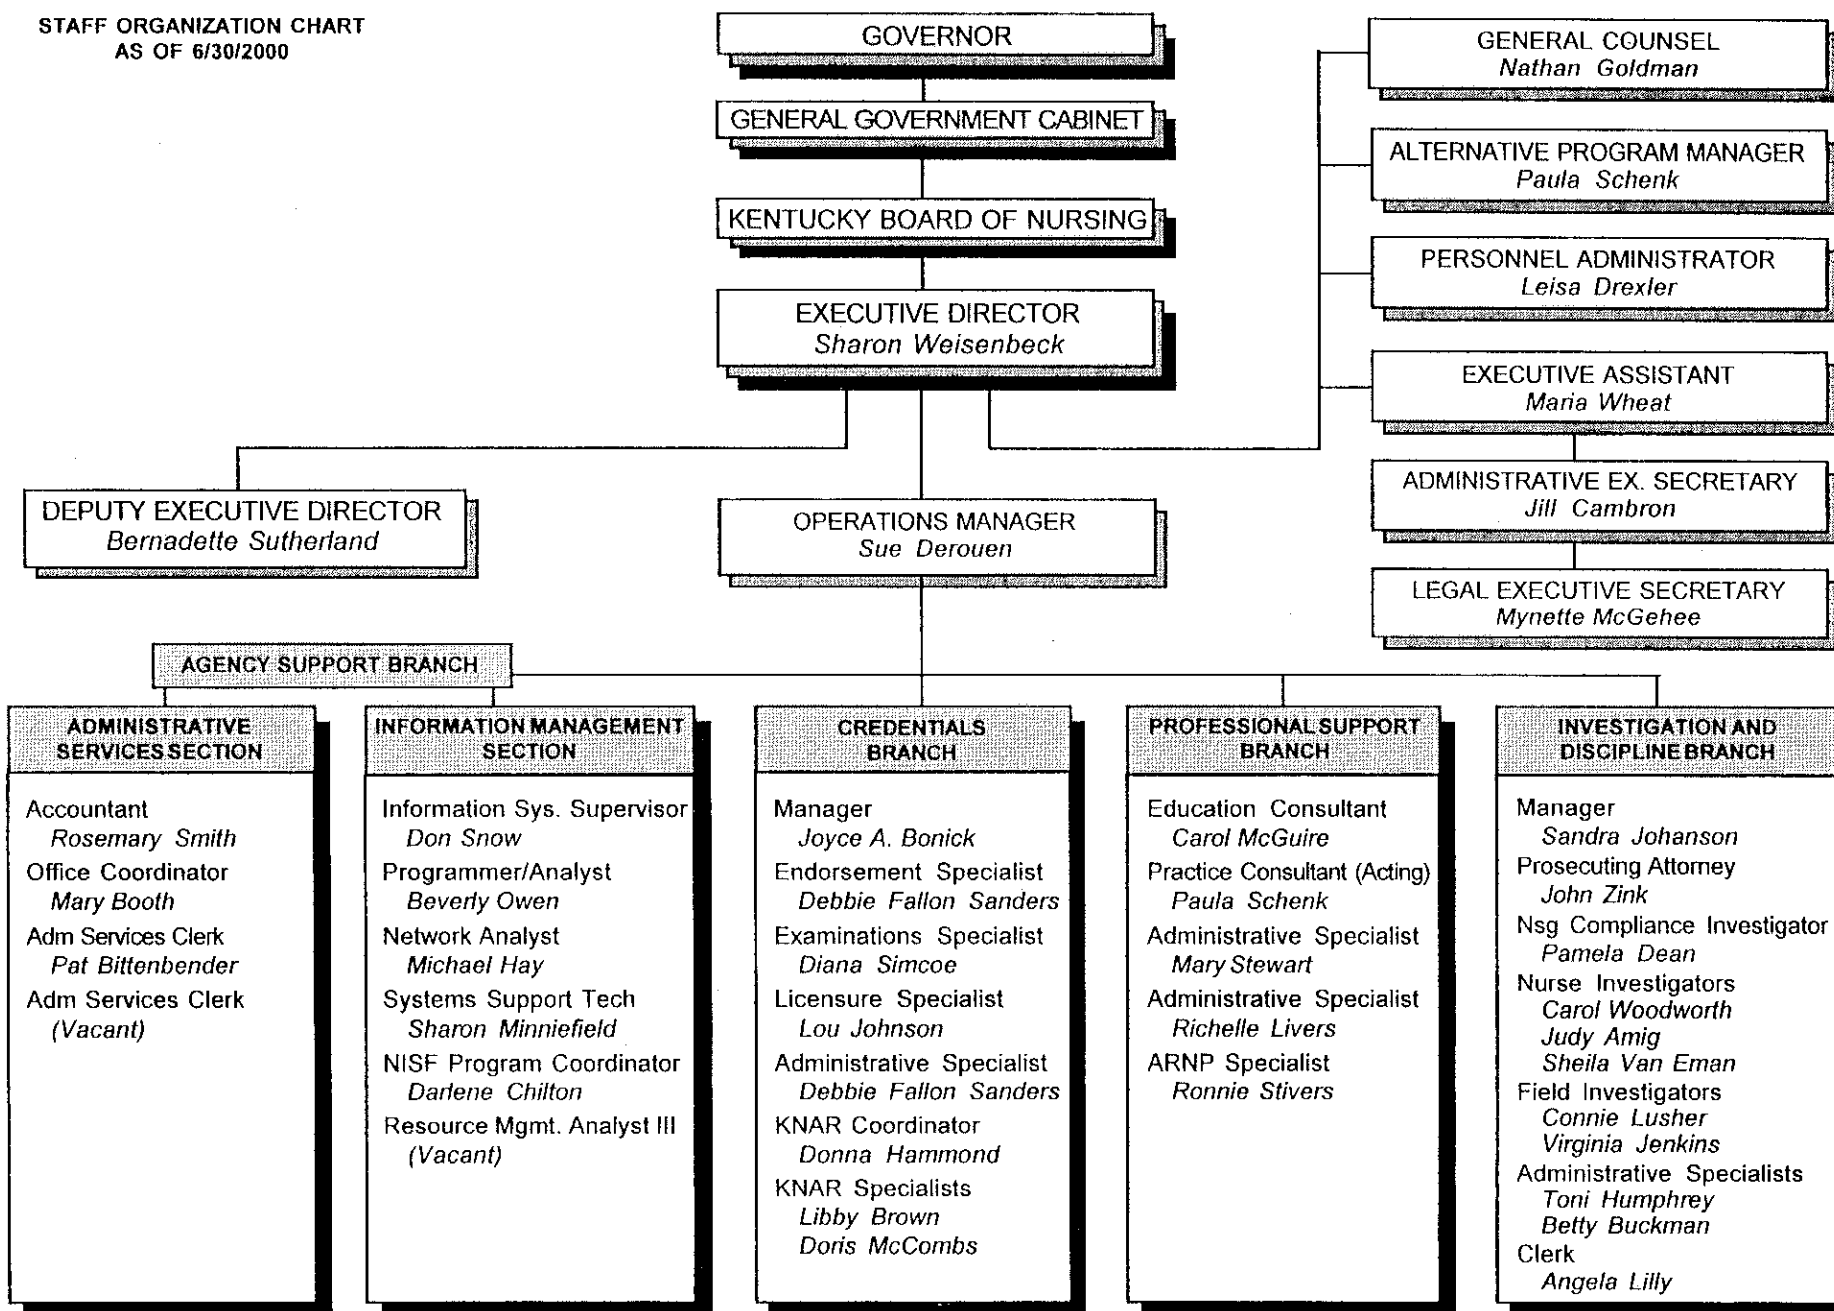 STAFF ORGANIZATION CHART
AS OF 6/30/2000
GOVERNOR
GENERAL GOVERNMENT CABINET
KENTUCKY BOARD OF NURSING
EXECUTIVE DIRECTOR
Sharon Weisenbeck
GENERAL COUNSEL
Nathan Goldman
ALTERNATIVE PROGRAM MANAGER
Paula Schenk
PERSONNEL ADMINISTRATOR
Leisa Drexler
EXECUTIVE ASSISTANT
Maria Wheat
ADMINISTRATIVE EX. SECRETARY
Jill Cambron
LEGAL EXECUTIVE SECRETARY
Mynette McGehee
DEPUTY EXECUTIVE DIRECTOR
Bernadette Sutherland
OPERATIONS MANAGER
Sue Derouen
AGENCY SUPPORT BRANCH
ADMINISTRATIVE
SERVICES SECTION
Accountant
Rosemary Smith
Office Coordinator
Mary Booth
Adm Services Clerk
Pat Bittenbender
Adm Services Clerk
(Vacant)
INFORMATION MANAGEMENT
SECTION
Information Sys. Supervisor
Don Snow
Programmer/Analyst
Beverly Owen
Network Analyst
Michael Hay
Systems Support Tech
Sharon Minniefield
NISF Program Coordinator
Darlene Chilton
Resource Mgmt. Analyst III
(Vacant)
CREDENTIALS
BRANCH
Manager
Joyce A. Bonick
Endorsement Specialist
Debbie Fallon Sanders
Examinations Specialist
Diana Simcoe
Licensure Specialist
Lou Johnson
Administrative Specialist
Debbie Fallon Sanders
KNAR Coordinator
Donna Hammond
KNAR Specialists
Libby Brown
Doris McCombs
PROFESSIONAL SUPPORT
BRANCH
Education Consultant
Carol McGuire
Practice Consultant (Acting)
Paula Schenk
Administrative Specialist
Mary Stewart
Administrative Specialist
Richelle Livers
ARNP Specialist
Ronnie Stivers
INVESTIGATION AND
DISCIPLINE BRANCH
Manager
Sandra Johanson
Prosecuting Attorney
John Zink
Nsg Compliance Investigator
Pamela Dean
Nurse Investigators
Carol Woodworth
Judy Amig
Sheila Van Eman
Field Investigators
Connie Lusher
Virginia Jenkins
Administrative Specialists
Toni Humphrey
Betty Buckman
Clerk
Angela Lilly